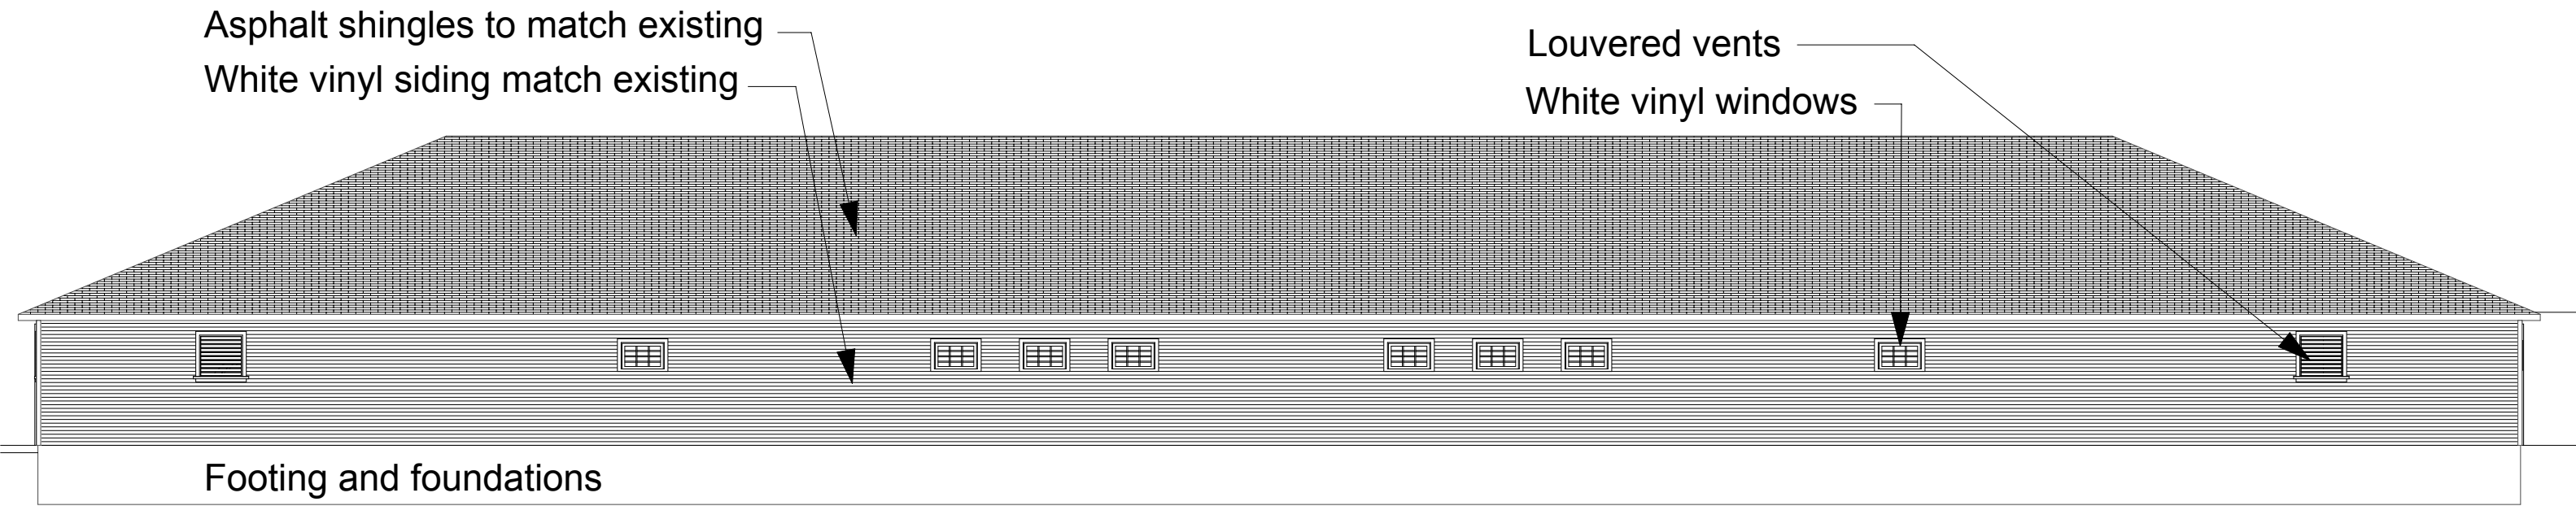 Asphalt shingles to match existing
White vinyl siding match existing
Louvered vents
White vinyl windows
Footing and foundations